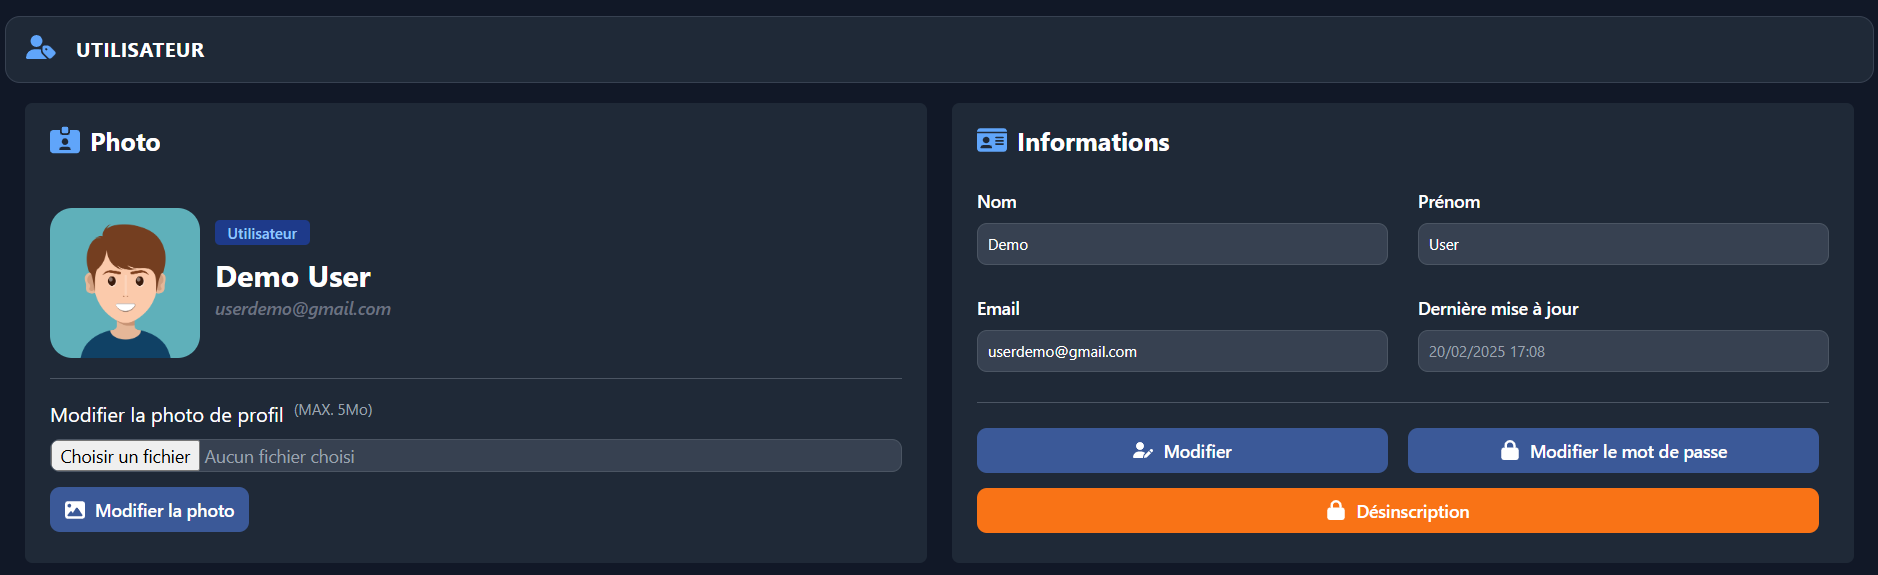 UTILISATEUR
Photo
Utilisateur
Demo User
userdemo@gmail.com
Modifier la photo de profil (MAX. 5Mo)
Choisir un fichier Aucun fichier choisi
Modifier la photo
Informations
Nom
Demo
Prénom
User
Email
userdemo@gmail.com
Dernière mise à jour
20/02/2025 17:08
Modifier
Modifier le mot de passe
Désinscription